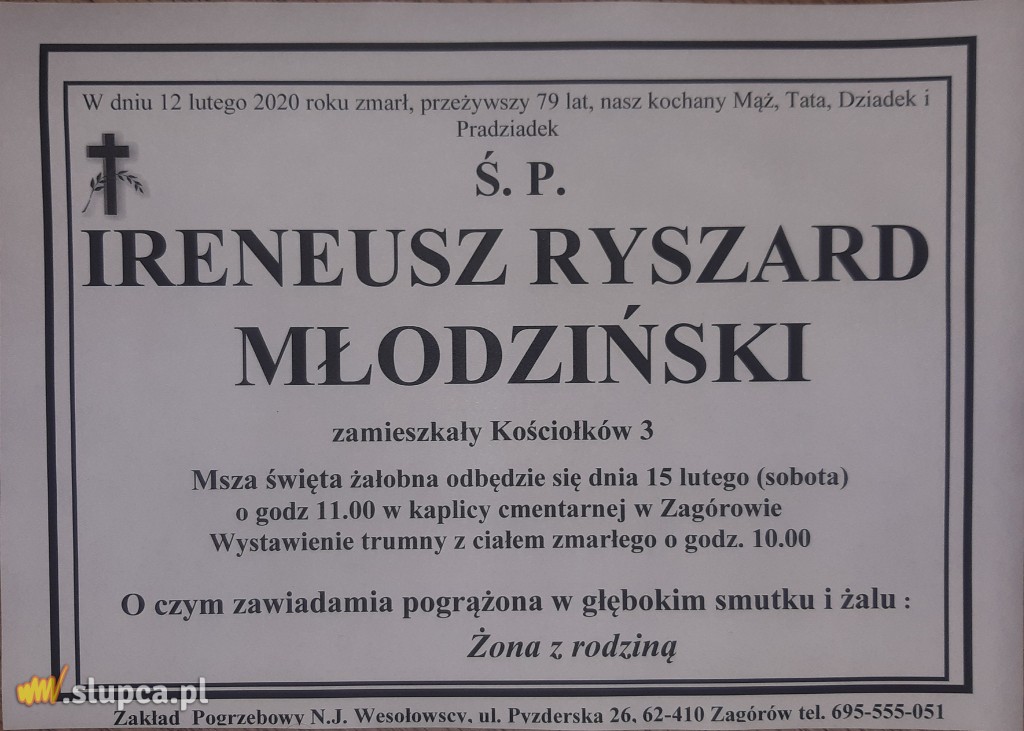 W dniu 12 lutego 2020 roku zmarł, przeżywszy 79 lat, nasz kochany Mąż, Tata, Dziadek i
Pradziadek
Ś. P.
IRENEUSZ RYSZARD
MŁODZIŃSKI
zamieszkały Kościołków 3
Msza święta żałobna odbędzie się dnia 15 lutego (sobota)
o godz 11.00 w kaplicy cmentarnej w Zagórowie
Wystawienie trumny z ciałem zmarłego o godz. 10.00
O czym zawiadamia pogrążona w głębokim smutku i żalu :
Żona z rodziną
.słupca.pl
Zakład Pogrzebowy N.J. Wesołowscy, ul. Pyzderska 26, 62-410 Zagórów tel. 695-555-051